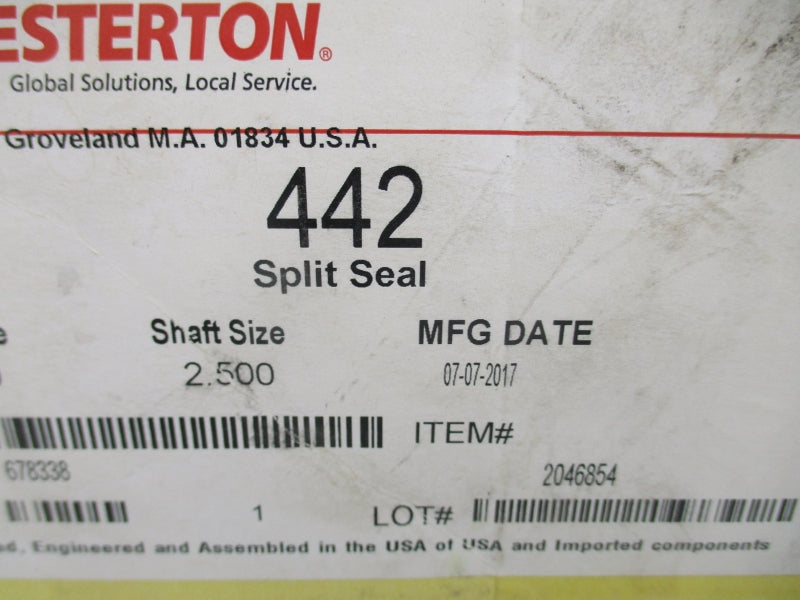 ESTERTON®
Global Solutions, Local Service.
Groveland M.A. 01834 U.S.A.
442
Split Seal
Shaft Size MFG DATE
2.500 07-07-2017
ITEM#
678338 2046854
1 LOT#
ed, Engineered and Assembled in the USA of USA and Imported components